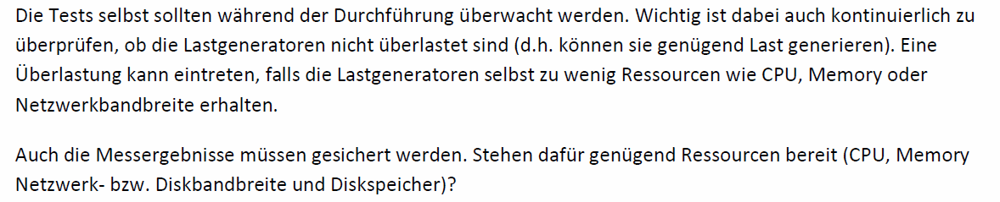 Die Tests selbst sollten während der Durchführung überwacht werden. Wichtig ist dabei auch kontinuierlich zu
überprüfen, ob die Lastgeneratoren nicht überlastet sind (d.h. können sie genügend Last generieren). Eine
Überlastung kann eintreten, falls die Lastgeneratoren selbst zu wenig Ressourcen wie CPU, Memory oder
Netzwerkbandbreite erhalten.
Auch die Messergebnisse müssen gesichert werden. Stehen dafür genügend Ressourcen bereit (CPU, Memory
Netzwerk- bzw. Diskbandbreite und Diskspeicher)?